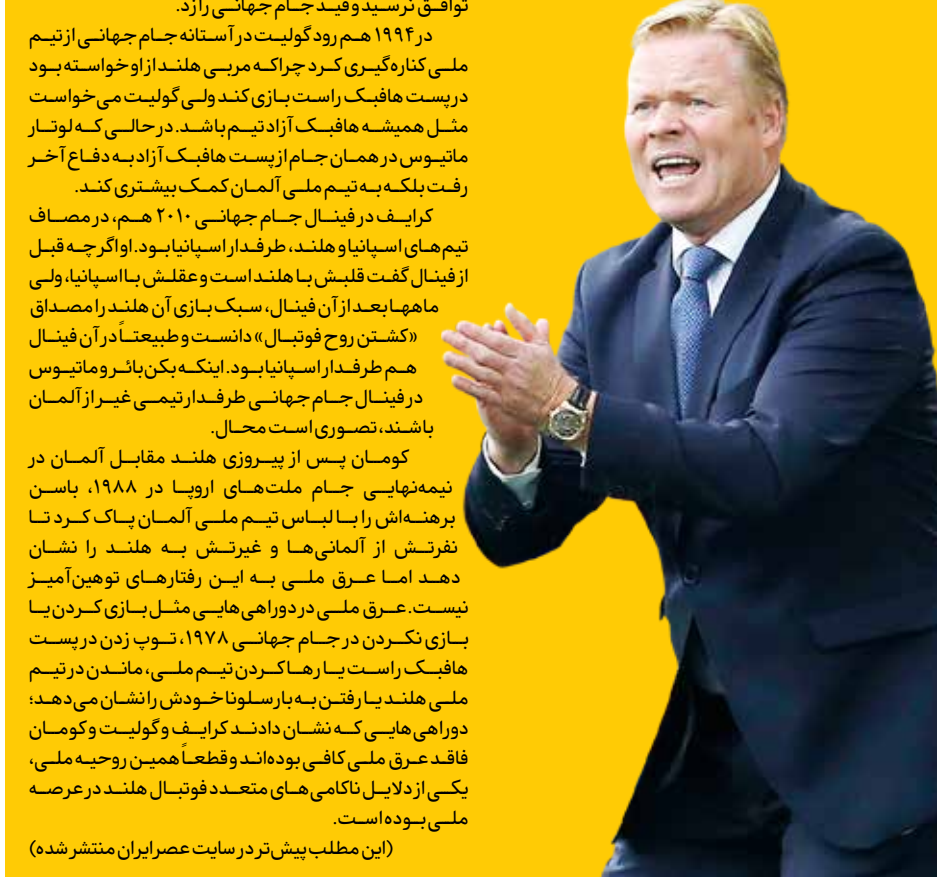 توافق نرسید و قید جام جهانی را زد.
در ۱۹۹۴ هم رود گولیت در آستانه جام جهانی از تیم
ملی کناره‌گیری کرد چرا که مربی هلند از او خواسته بود
در پست هافبک راست بازی کند ولی گولیت می‌خواست
مثل همیشه هافبک آزاد تیم باشد. در حالی که لوتار
ماتیوس در همان جام از پست هافبک آزاد به دفاع آخر
رفت بلکه به تیم ملی آلمان کمک بیشتری کند.
کرایف در فینال جام جهانی ۲۰۱۰ هم، در مصاف
تیم‌های اسپانیا و هلند، طرفدار اسپانیا بود. او اگرچه قبل
از فینال گفت قلبش با هلند است و عقلش با اسپانیا، ولی
ماهها بعد از آن فینال، سبک بازی آن هلند را مصداق
«کشتن روح فوتبال» دانست و طبیعتاً در آن فینال
هم طرفدار اسپانیا بود. اینکه بکن‌بائر و ماتیوس
در فینال جام جهانی طرفدار تیمی غیر از آلمان
باشند، تصوری است محال.
کومان پس از پیروزی هلند مقابل آلمان در
نیمه‌نهایی جام ملت‌های اروپا در ۱۹۸۸، باسن
برهنه‌اش را با لباس تیم ملی آلمان پاک کرد تا
نفرتش از آلمانی‌ها و غیرتش به هلند را نشان
دهد اما عرق ملی به این رفتارهای توهین‌آمیز
نیست. عرق ملی در دوراهی‌هایی مثل بازی کردن یا
بازی نکردن در جام جهانی ۱۹۷۸، توپ زدن در پست
هافبک راست یا رها کردن تیم ملی، ماندن در تیم
ملی هلند یا رفتن به بارسلونا خودش را نشان می‌دهد؛
دوراهی‌هایی که نشان دادند کرایف و گولیت و کومان
فاقد عرق ملی کافی بوده‌اند و قطعاً همین روحیه ملی،
یکی از دلایل ناکامی‌های متعدد فوتبال هلند در عرصه
ملی بوده است.
(این مطلب پیش‌تر در سایت عصر ایران منتشر شده)